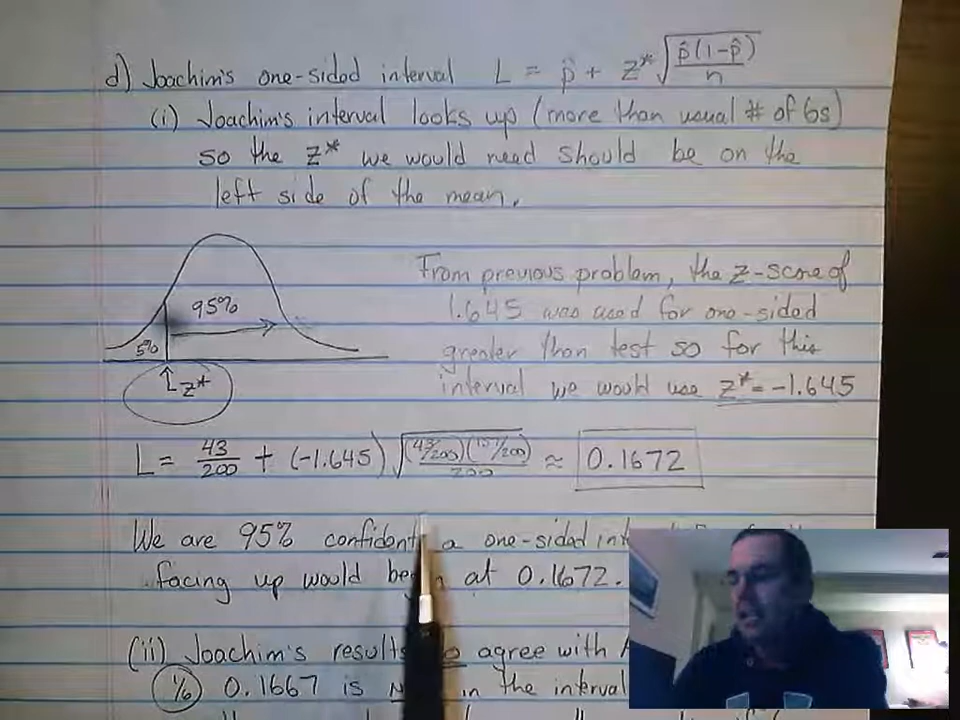 d) Joachim's one-sided interval L = p̂ + z*√(p̂(1-p̂)/n)
(i) Joachim's interval looks up (more than usual # of 6s)
so the z* we would need should be on the
left side of the mean.
95%
5%
↑z*
From previous problem, the z-score of
1.645 was used for one-sided
greater than test so for this
interval we would use z*=-1.645
L = 43/200 + (-1.645)√((43/200)(157/200)/200) ≈ 0.1672
We are 95% confident a one-sided
facing up would at 0.1672.
(ii) Joachim's results agree with
1/6 0.1667 is in the interval